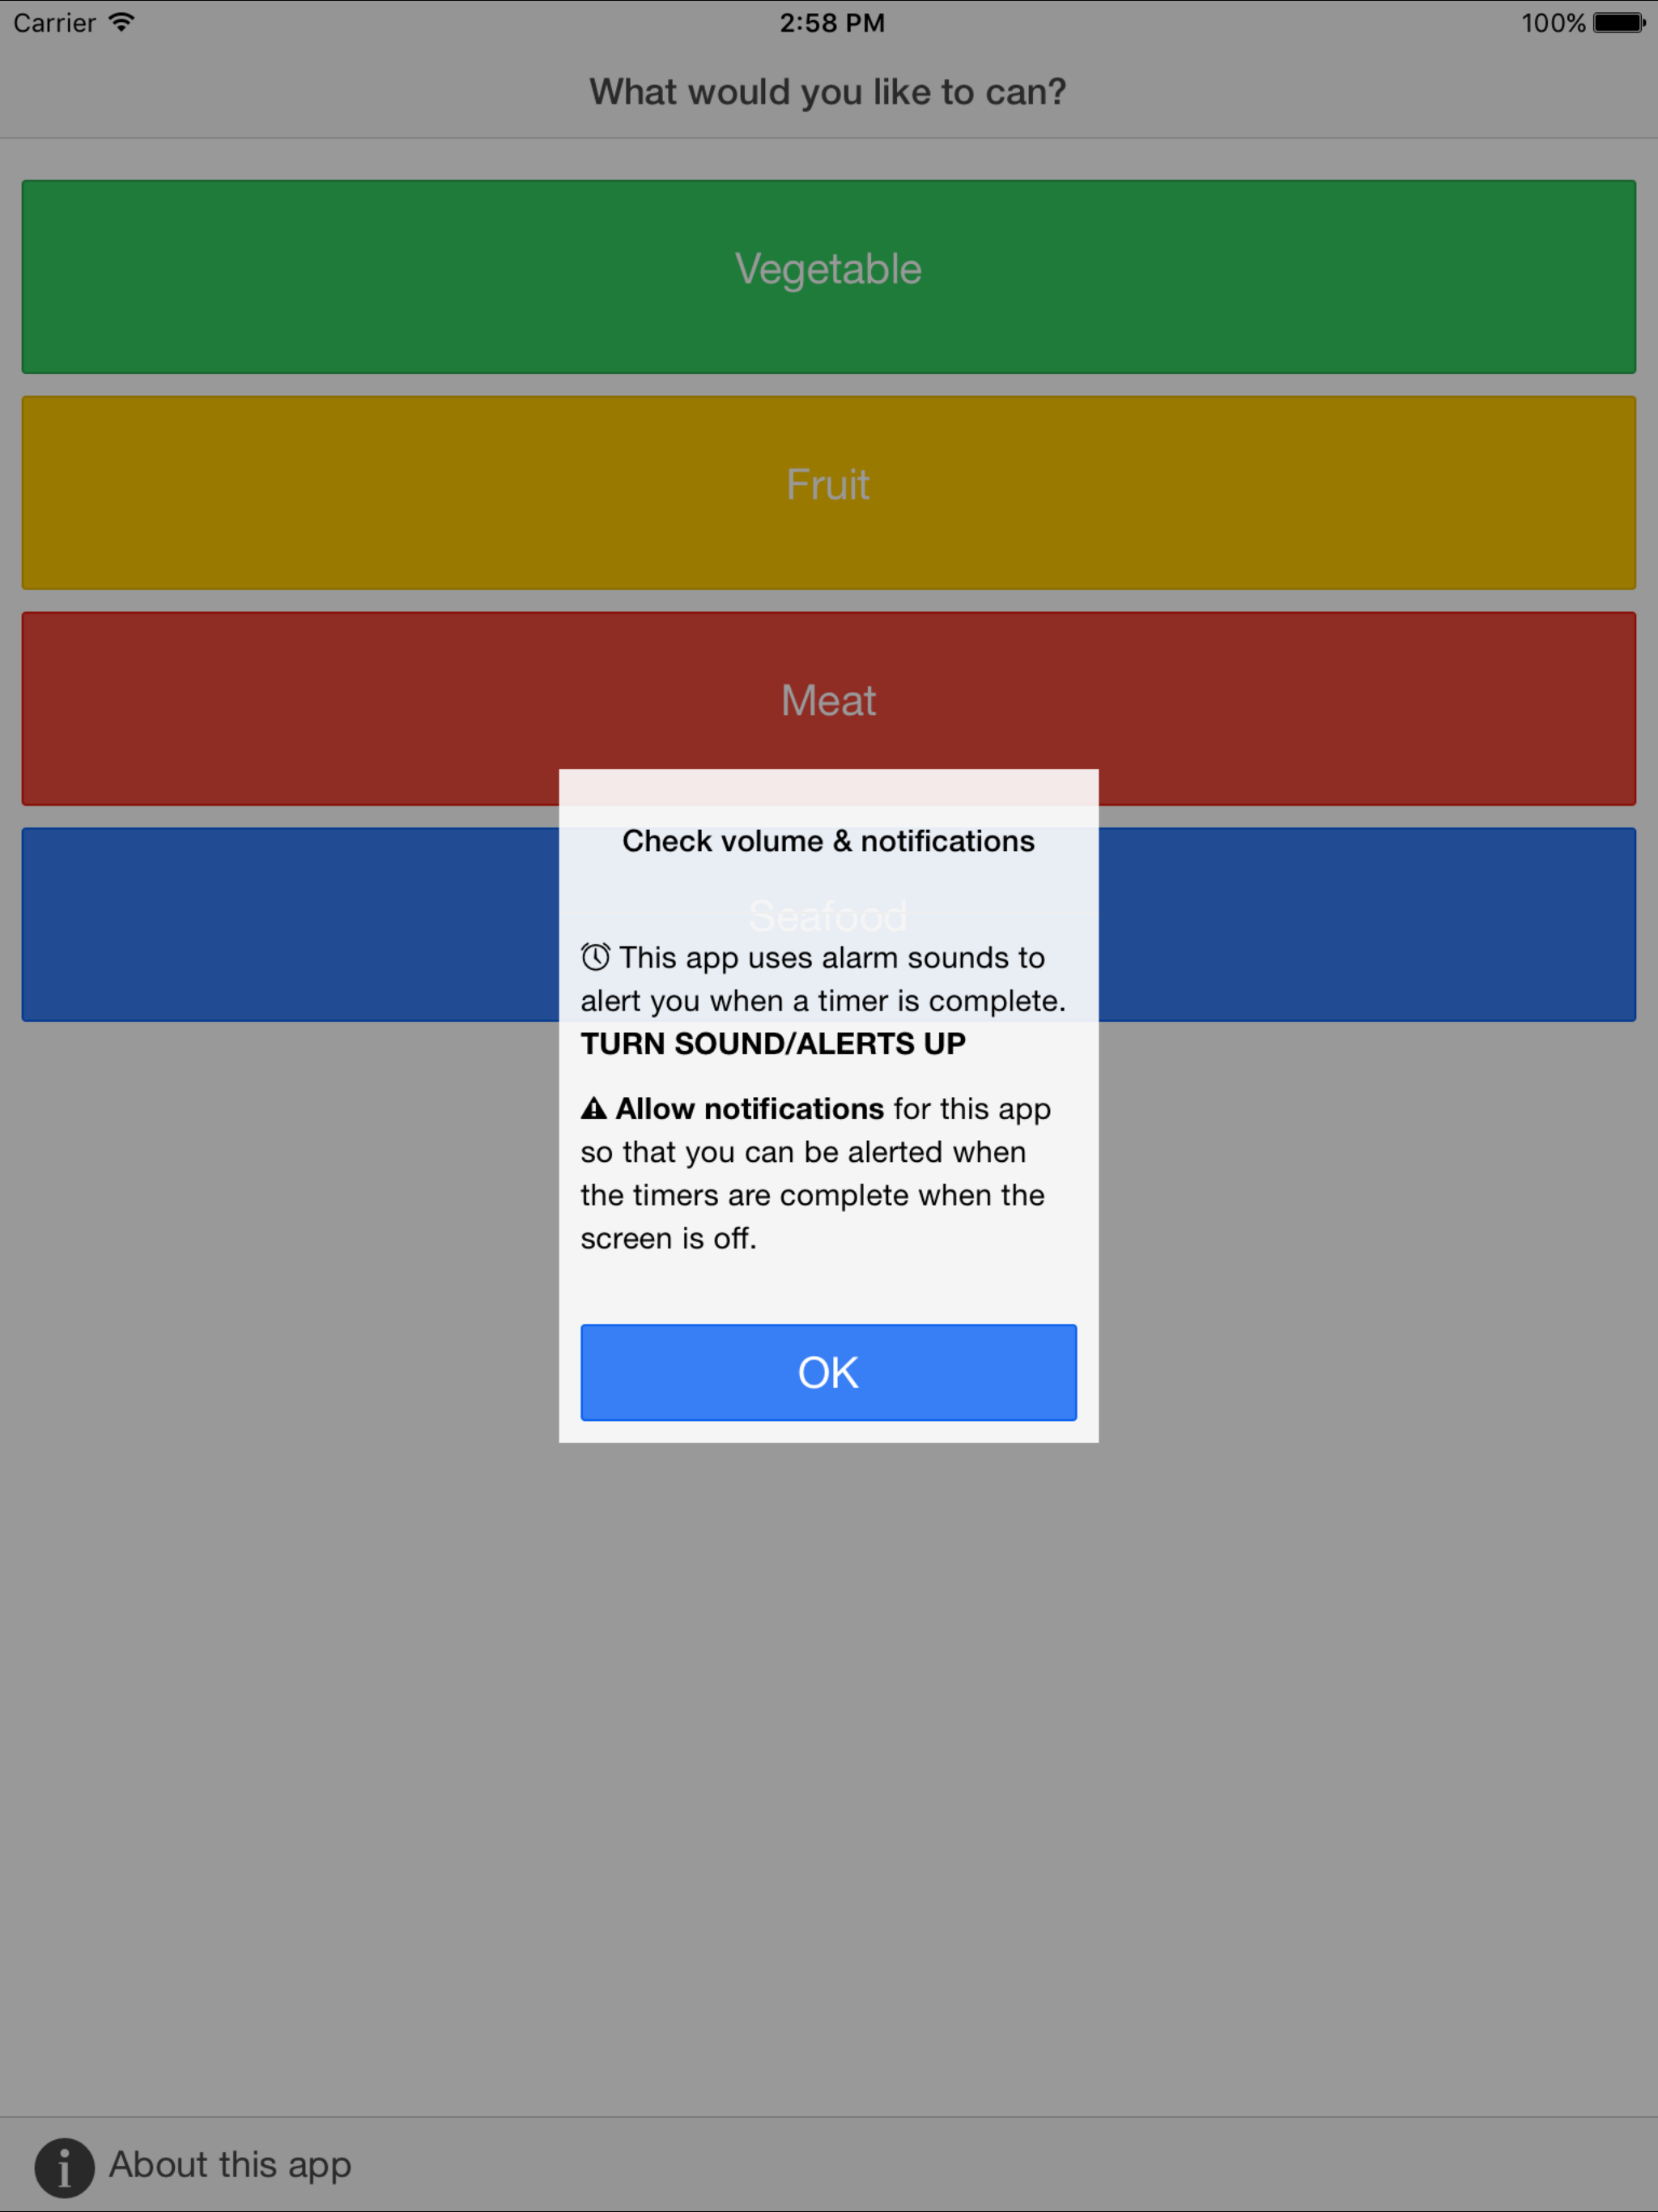 Carrier 2:58 PM 100%
What would you like to can?
Vegetable
Fruit
Meat
Check volume & notifications
Seafood
This app uses alarm sounds to
alert you when a timer is complete.
TURN SOUND/ALERTS UP
Allow notifications for this app
so that you can be alerted when
the timers are complete when the
screen is off.
OK
About this app